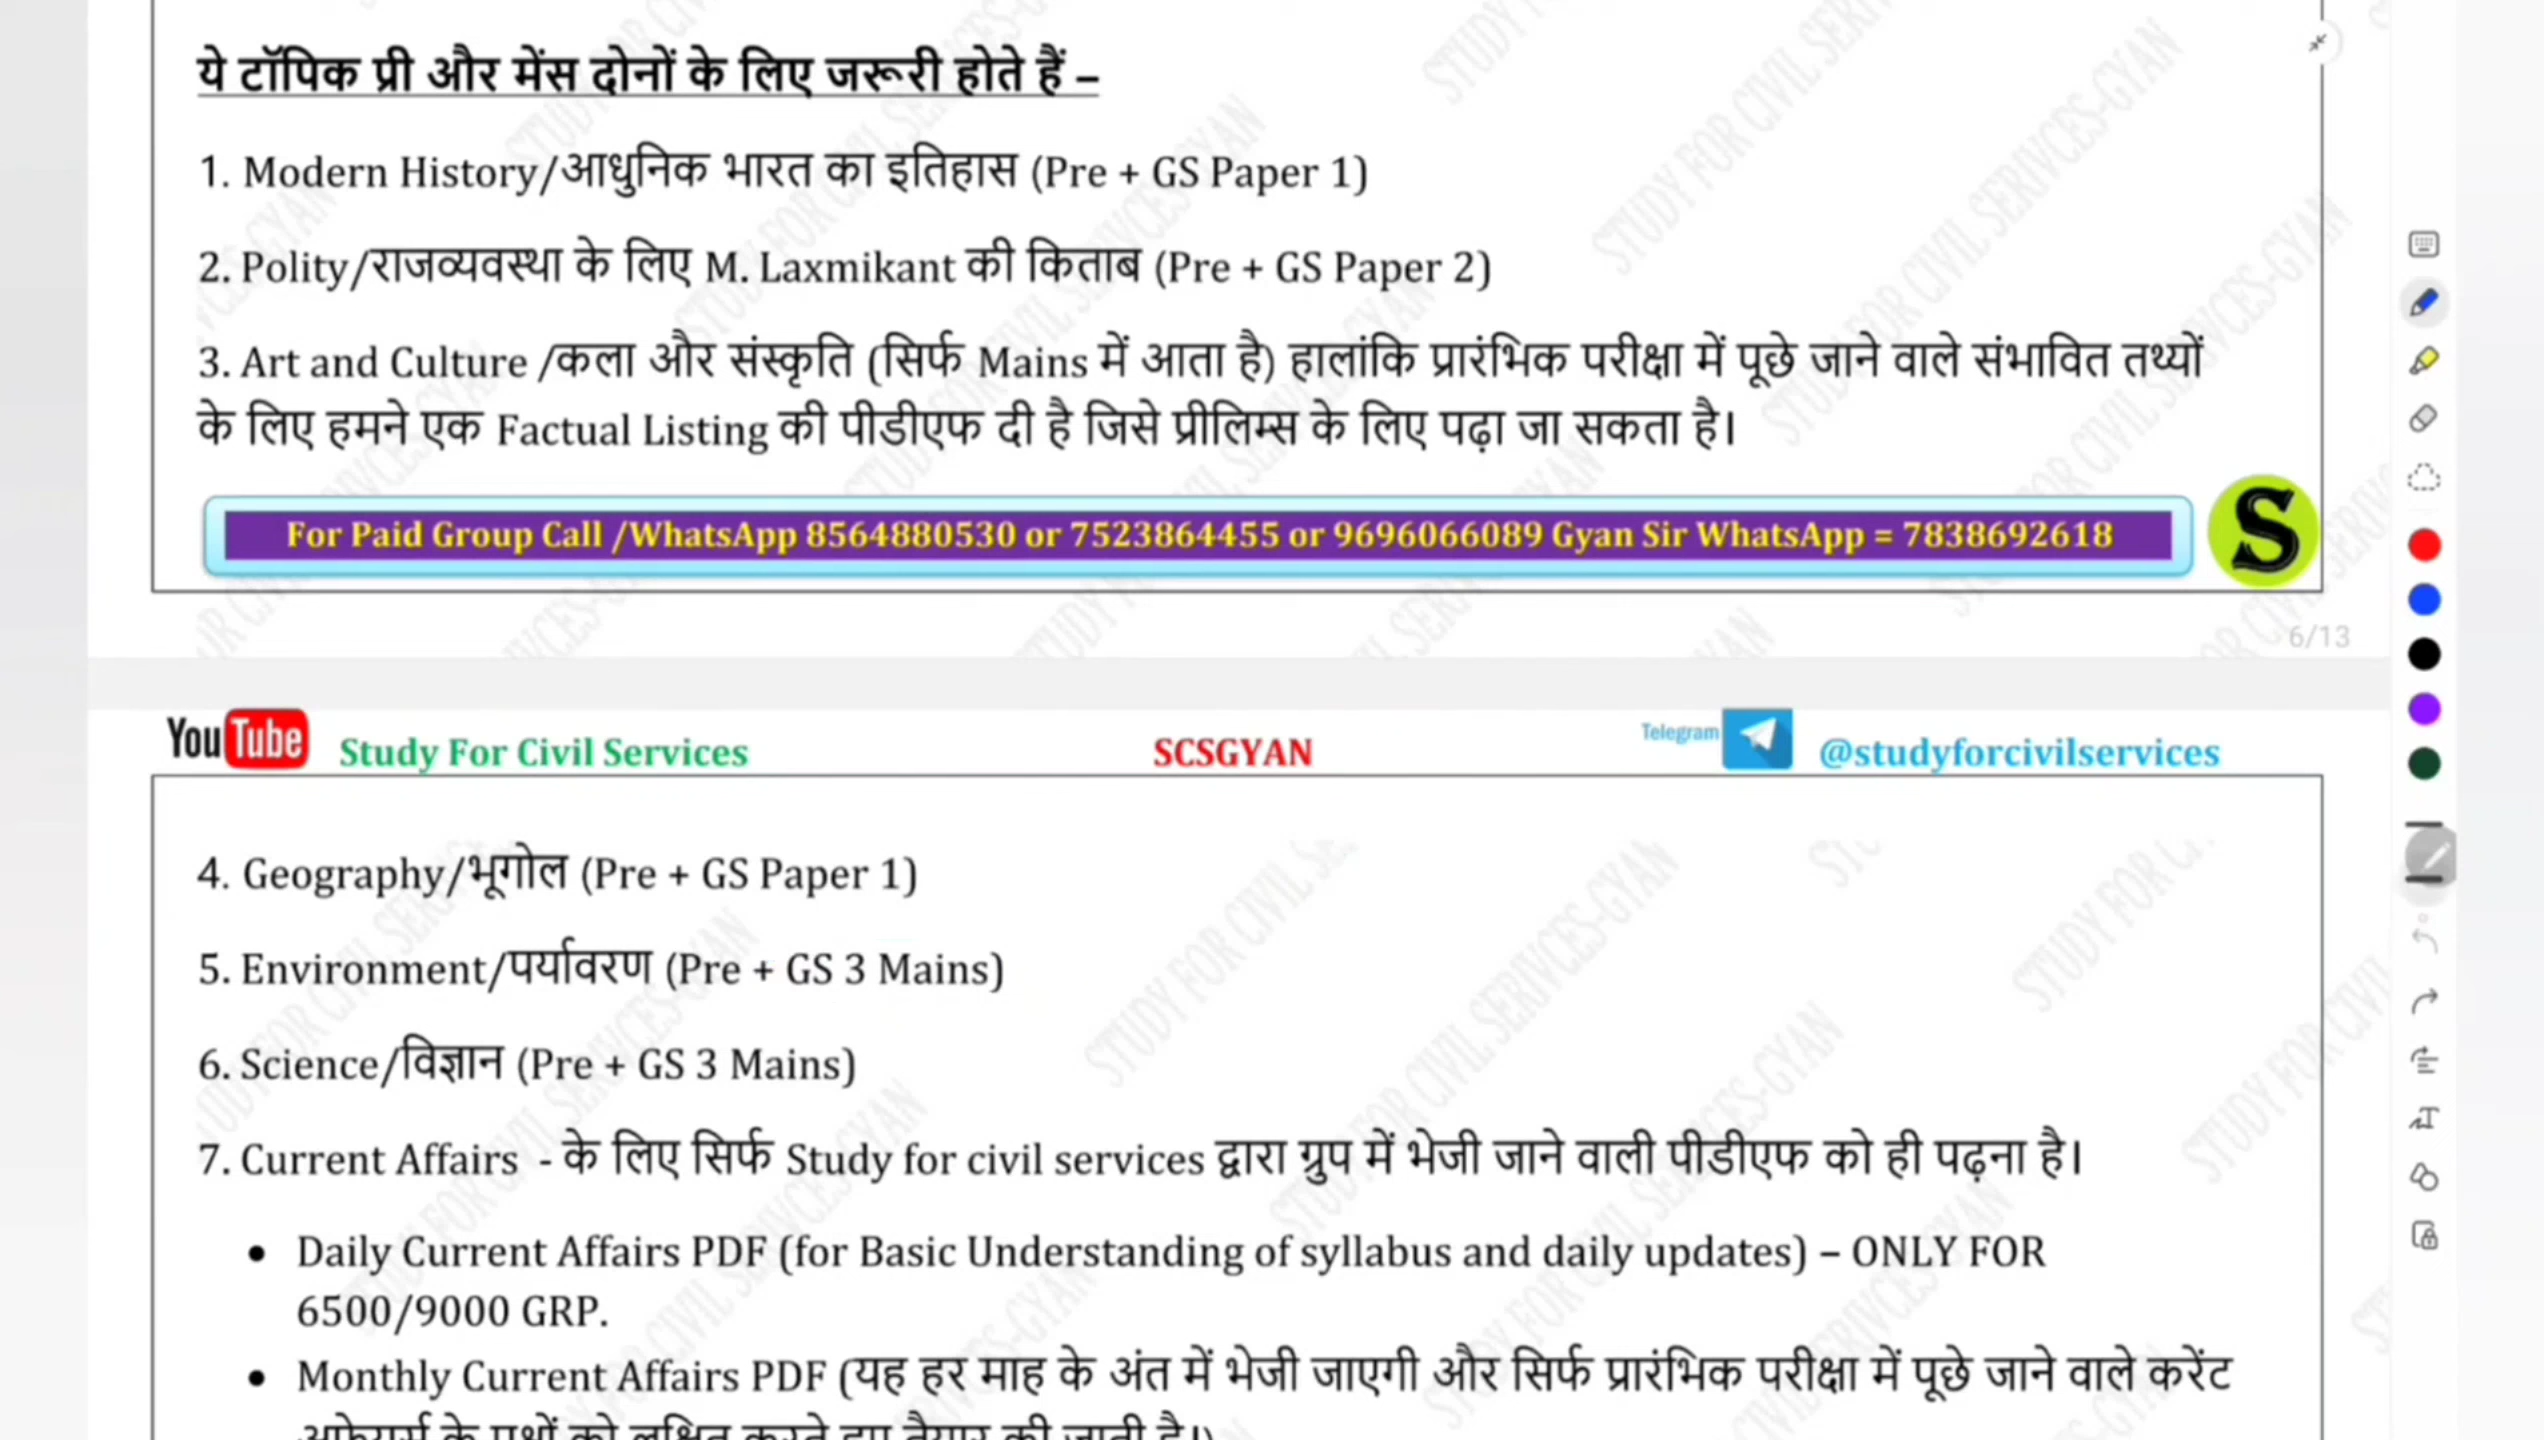 ये टॉपिक प्री और मेंस दोनों के लिए जरूरी होते हैं –
1. Modern History/आधुनिक भारत का इतिहास (Pre + GS Paper 1)
2. Polity/राजव्यवस्था के लिए M. Laxmikant की किताब (Pre + GS Paper 2)
3. Art and Culture /कला और संस्कृति (सिर्फ Mains में आता है) हालांकि प्रारंभिक परीक्षा में पूछे जाने वाले संभावित तथ्यों
के लिए हमने एक Factual Listing की पीडीएफ दी है जिसे प्रीलिम्स के लिए पढ़ा जा सकता है।
For Paid Group Call /WhatsApp 8564880530 or 7523864455 or 9696066089 Gyan Sir WhatsApp = 7838692618
S
6/13
YouTube Study For Civil Services SCSGYAN Telegram @studyforcivilservices
4. Geography/भूगोल (Pre + GS Paper 1)
5. Environment/पर्यावरण (Pre + GS 3 Mains)
6. Science/विज्ञान (Pre + GS 3 Mains)
7. Current Affairs - के लिए सिर्फ Study for civil services द्वारा ग्रुप में भेजी जाने वाली पीडीएफ को ही पढ़ना है।
• Daily Current Affairs PDF (for Basic Understanding of syllabus and daily updates) – ONLY FOR
6500/9000 GRP.
• Monthly Current Affairs PDF (यह हर माह के अंत में भेजी जाएगी और सिर्फ प्रारंभिक परीक्षा में पूछे जाने वाले करेंट
STUDY FOR CIVIL SERIVCES-GYAN